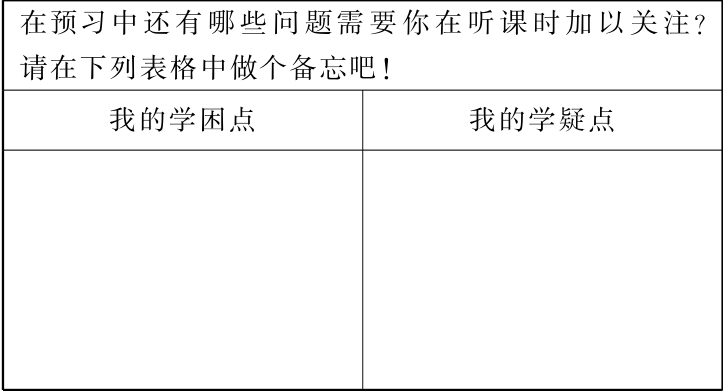 在预习中还有哪些问题需要你在听课时加以关注?
请在下列表格中做个备忘吧!
我的学困点
我的学疑点